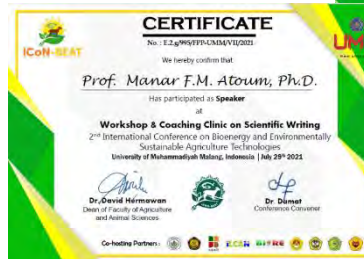 ICoN-BEAT
CERTIFICATE
UMM
No. : E.2.g/995/FPP-UMM/VII/2021
We hereby confirm that
Prof. Manar F.M. Atoum, Ph.D.
Has participated as Speaker
at
Workshop & Coaching Clinic on Scientific Writing
2nd International Conference on Bioenergy and Environmentally
Sustainable Agriculture Technologies
University of Muhammadiyah Malang, Indonesia | July 29th 2021
Dr. David Hermawan
Dean of Faculty of Agriculture
and Animal Sciences
Dr. Damat
Conference Convener
Co-hosting Partners :